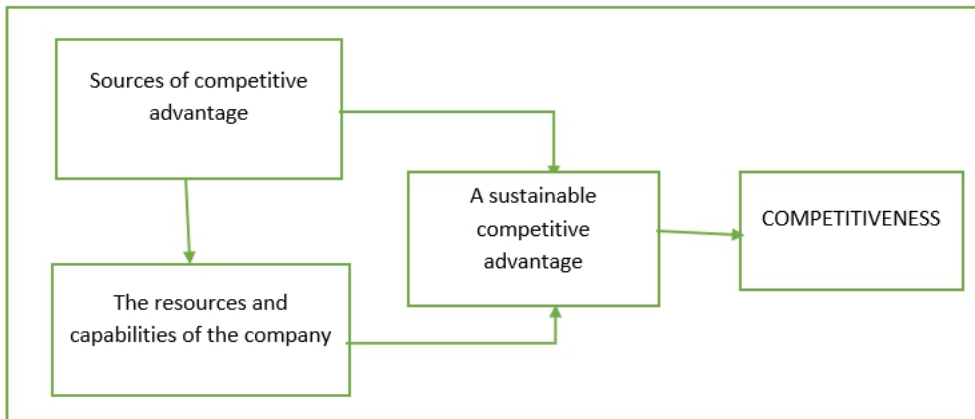 Sources of competitive
advantage
The resources and
capabilities of the company
A sustainable
competitive
advantage
COMPETITIVENESS